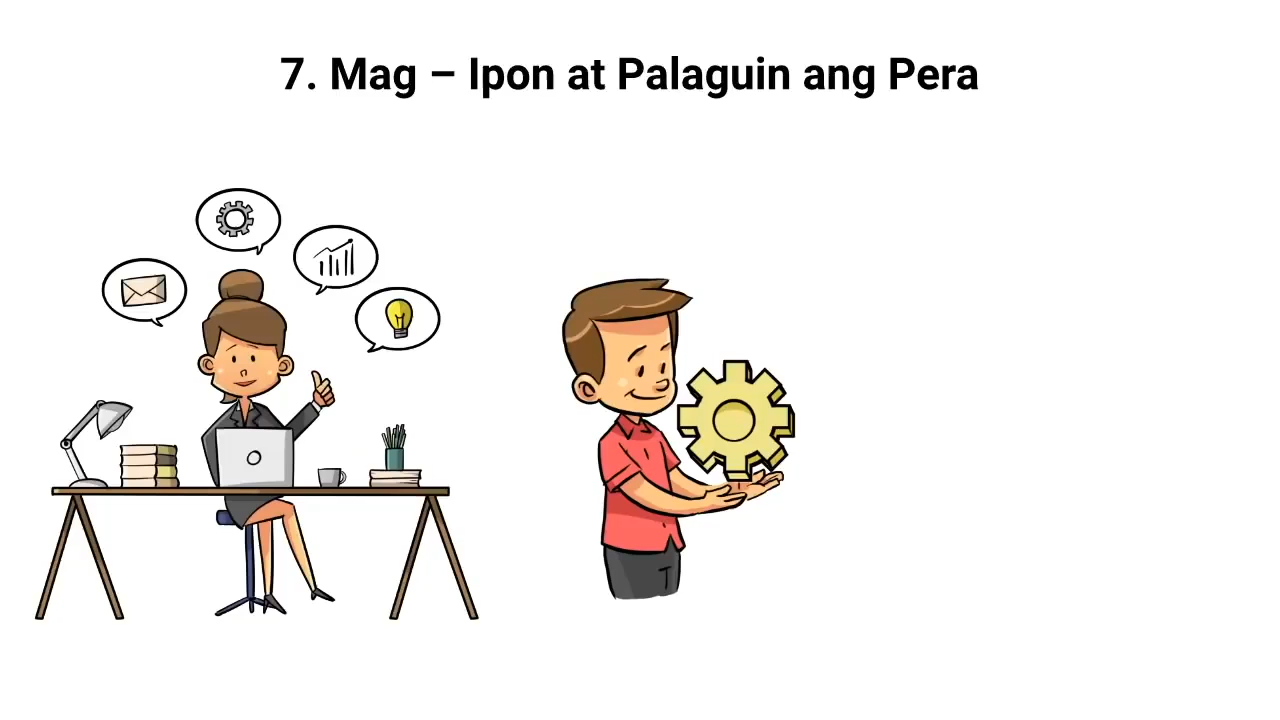 7. Mag – Ipon at Palaguin ang Pera